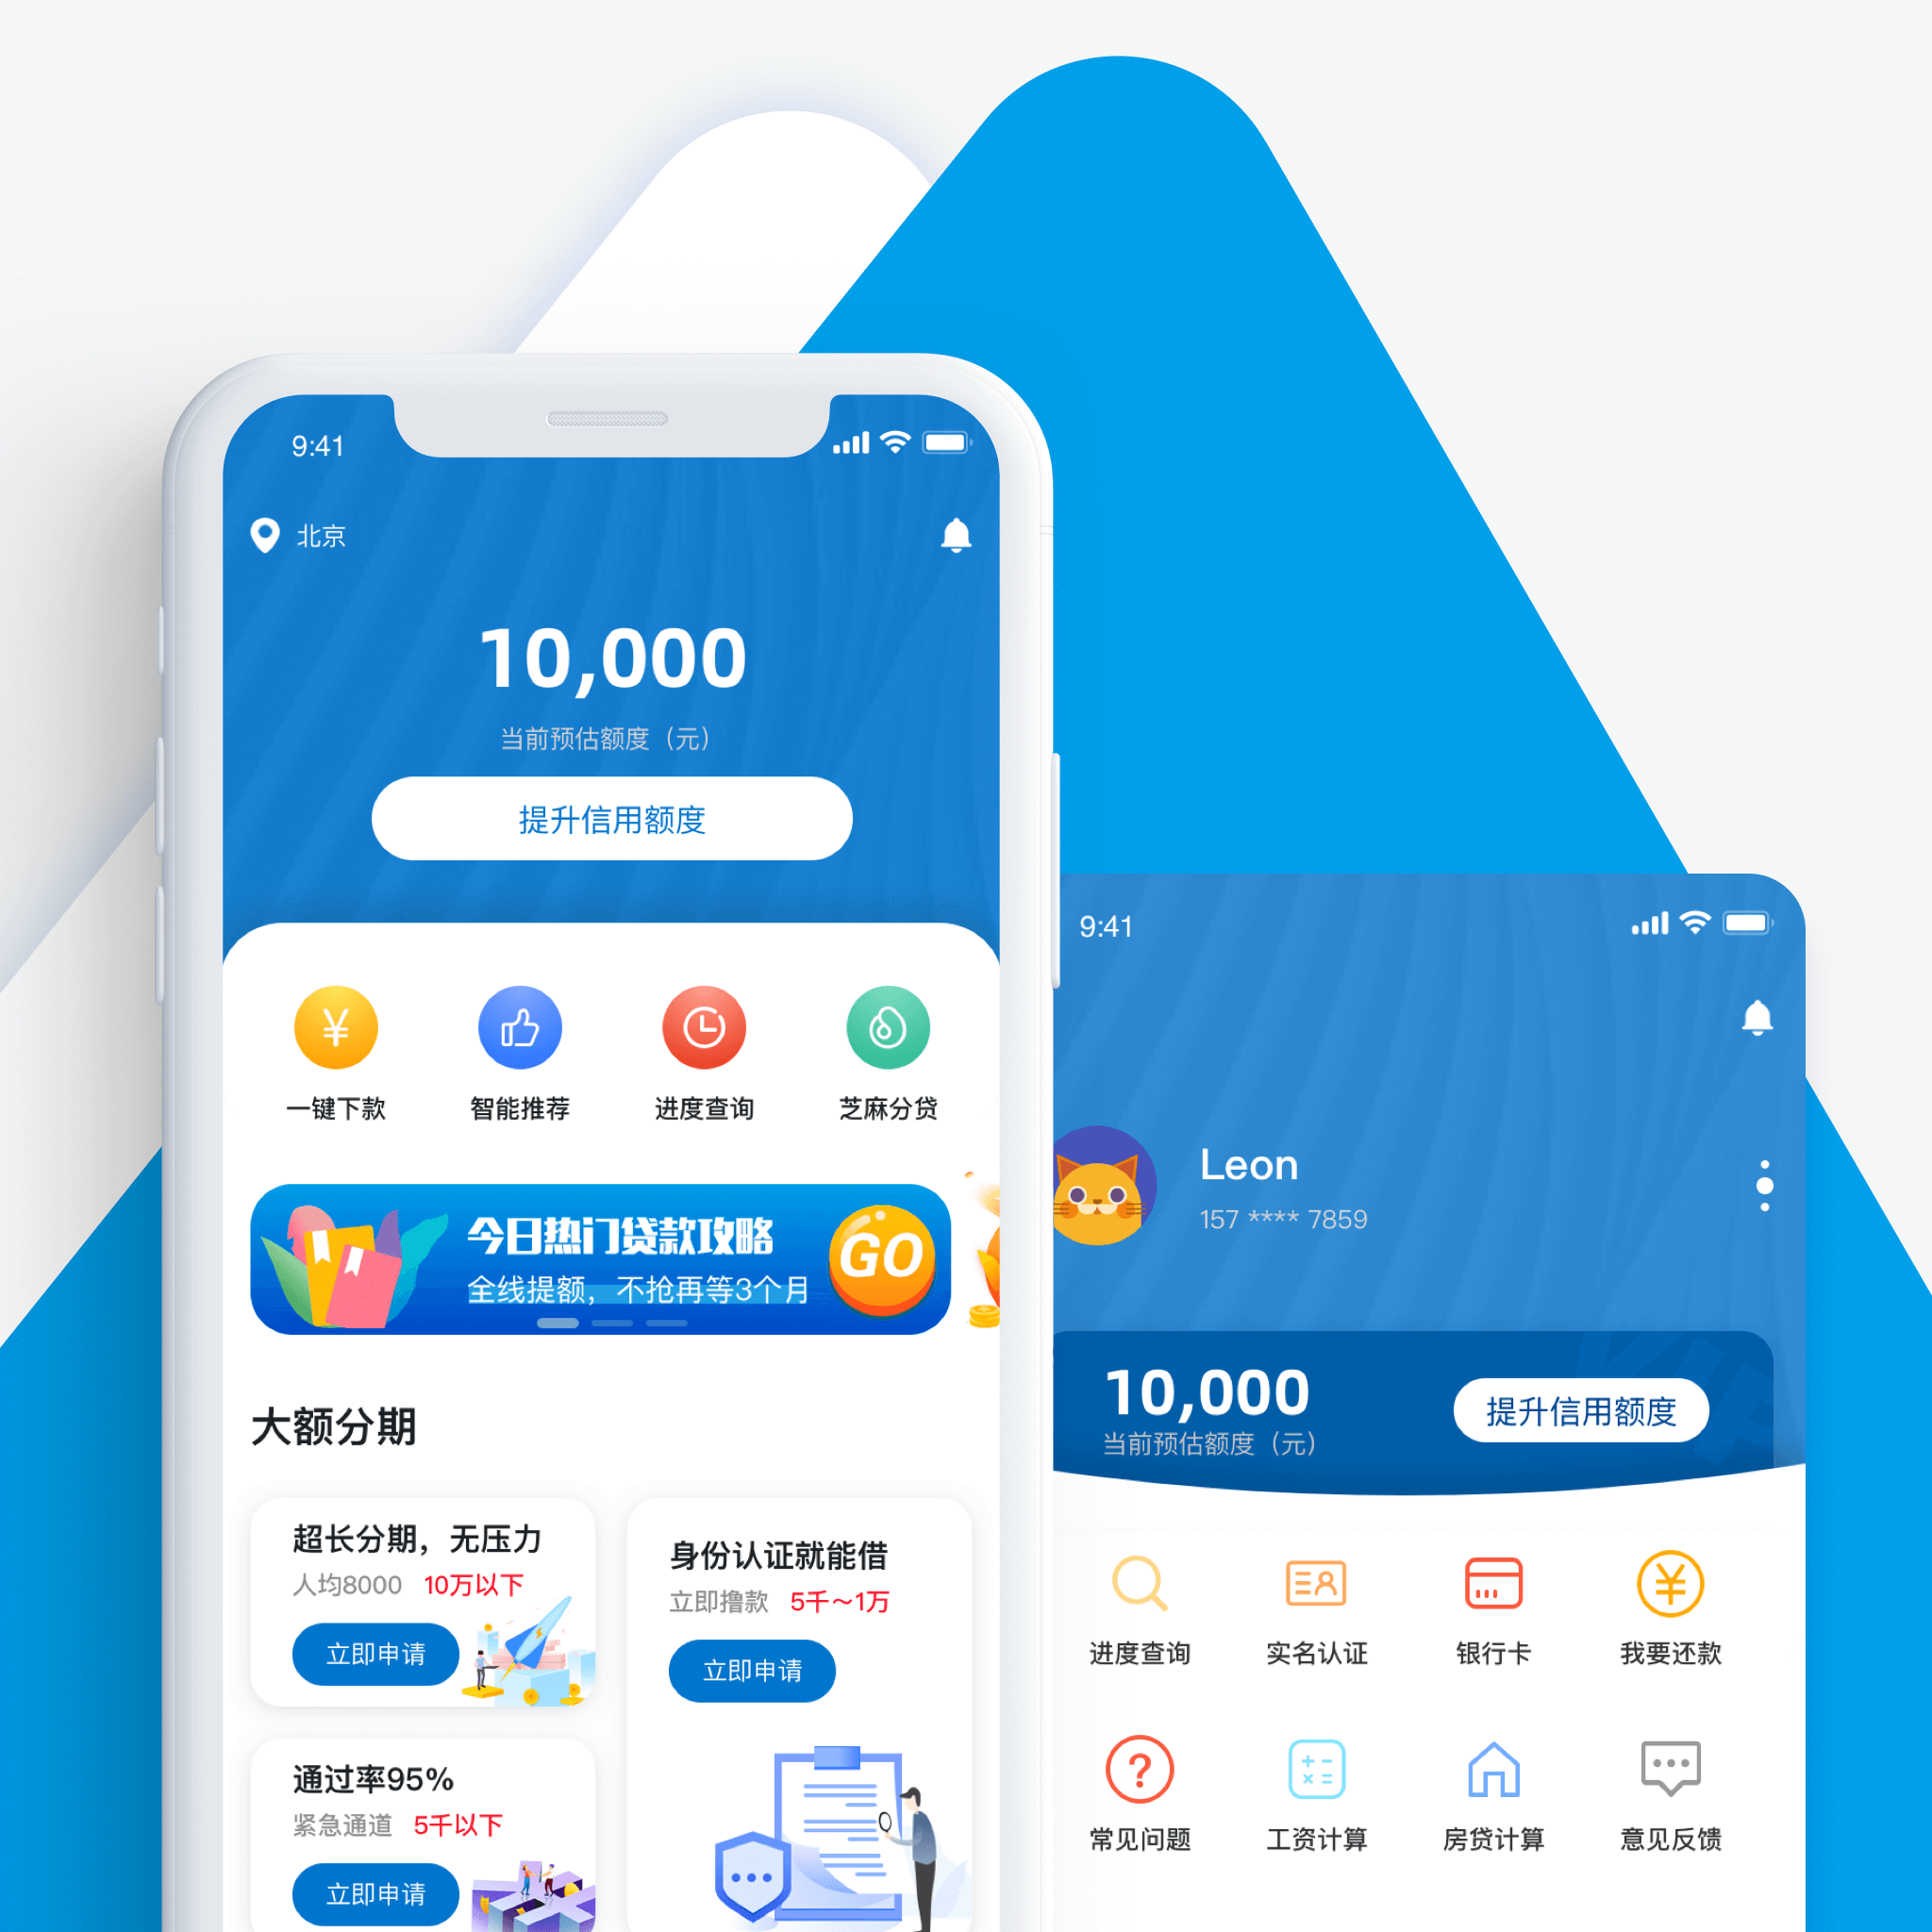 9:41
北京
10,000
当前预估额度（元）
提升信用额度
一键下款
智能推荐
进度查询
芝麻分贷
今日热门贷款攻略
全线提额，不抢再等3个月
GO
大额分期
超长分期，无压力
人均8000 10万以下
立即申请
身份认证就能借
立即撸款 5千～1万
立即申请
通过率95%
紧急通道 5千以下
立即申请
9:41
Leon
157 **** 7859
10,000
当前预估额度（元）
提升信用额度
进度查询
实名认证
银行卡
我要还款
常见问题
工资计算
房贷计算
意见反馈